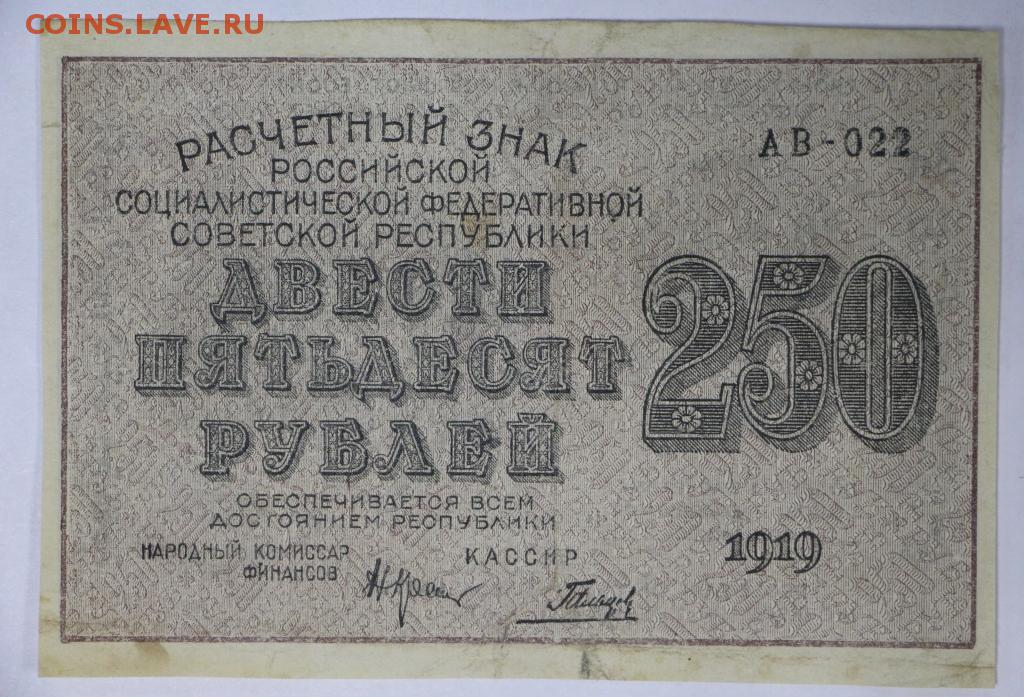 COINS.LAVE.RU
РАСЧЕТНЫЙ ЗНАК
РОССИЙСКОЙ
СОЦИАЛИСТИЧЕСКОЙ ФЕДЕРАТИВНОЙ
СОВЕТСКОЙ РЕСПУБЛИКИ
АВ-022
ДВЕСТИ
ПЯТЬДЕСЯТ
РУБЛЕЙ
250
ОБЕСПЕЧИВАЕТСЯ ВСЕМ
ДОСТОЯНИЕМ РЕСПУБЛИКИ
НАРОДНЫЙ КОМИССАР
ФИНАНСОВ
КАССИР
1919